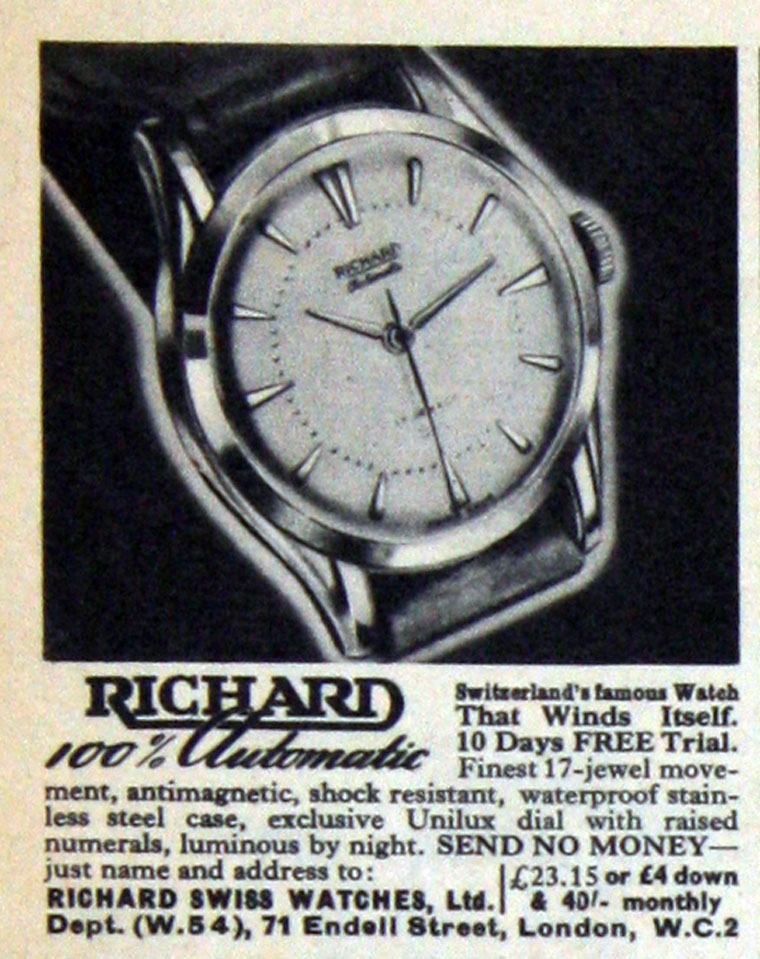 RICHARD
Automatic
RICHARD
100% Automatic
Switzerland's famous Watch
That Winds Itself.
10 Days FREE Trial.
Finest 17-jewel move-
ment, antimagnetic, shock resistant, waterproof stain-
less steel case, exclusive Unilux dial with raised
numerals, luminous by night. SEND NO MONEY—
just name and address to:
RICHARD SWISS WATCHES, Ltd.
Dept. (W.54), 71 Endell Street, London, W.C.2
£23.15 or £4 down
& 40/- monthly